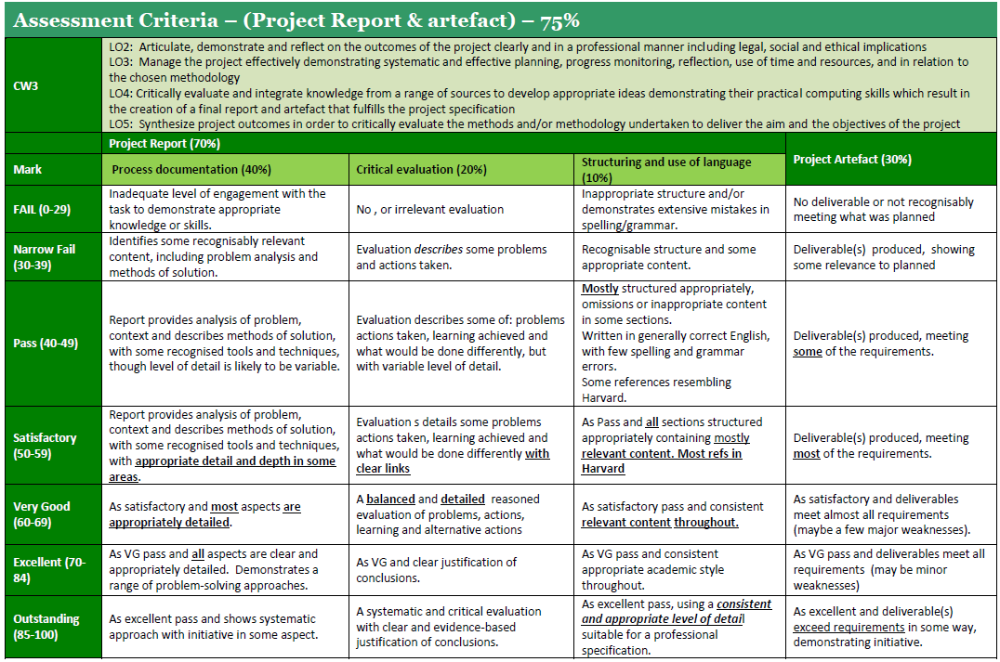 Assessment Criteria – (Project Report & artefact) – 75%
CW3
LO2: Articulate, demonstrate and reflect on the outcomes of the project clearly and in a professional manner including legal, social and ethical implications
LO3: Manage the project effectively demonstrating systematic and effective planning, progress monitoring, reflection, use of time and resources, and in relation to
the chosen methodology
LO4: Critically evaluate and integrate knowledge from a range of sources to develop appropriate ideas demonstrating their practical computing skills which result in
the creation of a final report and artefact that fulfills the project specification
LO5: Synthesize project outcomes in order to critically evaluate the methods and/or methodology undertaken to deliver the aim and the objectives of the project
Project Report (70%)
Project Artefact (30%)
Mark
Process documentation (40%)
Critical evaluation (20%)
Structuring and use of language
(10%)
FAIL (0-29)
Inadequate level of engagement with the
task to demonstrate appropriate
knowledge or skills.
No , or irrelevant evaluation
Inappropriate structure and/or
demonstrates extensive mistakes in
spelling/grammar.
No deliverable or not recognisably
meeting what was planned
Narrow Fail
(30-39)
Identifies some recognisably relevant
content, including problem analysis and
methods of solution.
Evaluation describes some problems
and actions taken.
Recognisable structure and some
appropriate content.
Deliverable(s) produced, showing
some relevance to planned
Pass (40-49)
Report provides analysis of problem,
context and describes methods of solution,
with some recognised tools and techniques,
though level of detail is likely to be variable.
Evaluation describes some of: problems
actions taken, learning achieved and
what would be done differently, but
with variable level of detail.
Mostly structured appropriately,
omissions or inappropriate content
in some sections.
Written in generally correct English,
with few spelling and grammar
errors.
Some references resembling
Harvard.
Deliverable(s) produced, meeting
some of the requirements.
Satisfactory
(50-59)
Report provides analysis of problem,
context and describes methods of solution,
with some recognised tools and techniques,
with appropriate detail and depth in some
areas.
Evaluation s details some problems
actions taken, learning achieved and
what would be done differently with
clear links
As Pass and all sections structured
appropriately containing mostly
relevant content. Most refs in
Harvard
Deliverable(s) produced, meeting
most of the requirements.
Very Good
(60-69)
As satisfactory and most aspects are
appropriately detailed.
A balanced and detailed reasoned
evaluation of problems, actions,
learning and alternative actions
As satisfactory pass and consistent
relevant content throughout.
As satisfactory and deliverables
meet almost all requirements
(maybe a few major weaknesses).
Excellent (70-
84)
As VG pass and all aspects are clear and
appropriately detailed. Demonstrates a
range of problem-solving approaches.
As VG and clear justification of
conclusions.
As VG pass and consistent
appropriate academic style
throughout.
As VG pass and deliverables meet all
requirements (may be minor
weaknesses)
Outstanding
(85-100)
As excellent pass and shows systematic
approach with initiative in some aspect.
A systematic and critical evaluation
with clear and evidence-based
justification of conclusions.
As excellent pass, using a consistent
and appropriate level of detail
suitable for a professional
specification.
As excellent and deliverable(s)
exceed requirements in some way,
demonstrating initiative.